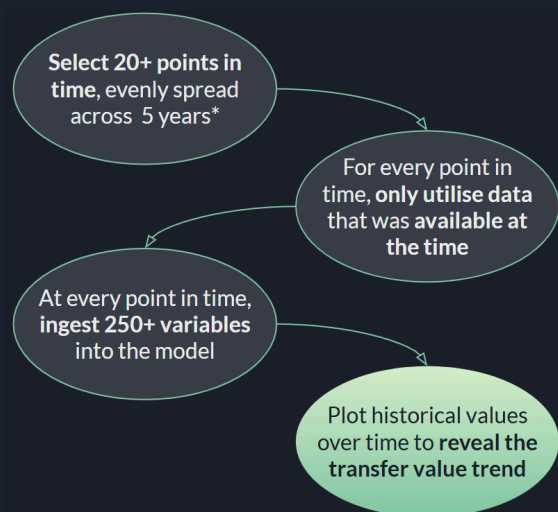 Select 20+ points in
time, evenly spread
across 5 years*
For every point in
time, only utilise data
that was available at
the time
At every point in time,
ingest 250+ variables
into the model
Plot historical values
over time to reveal the
transfer value trend